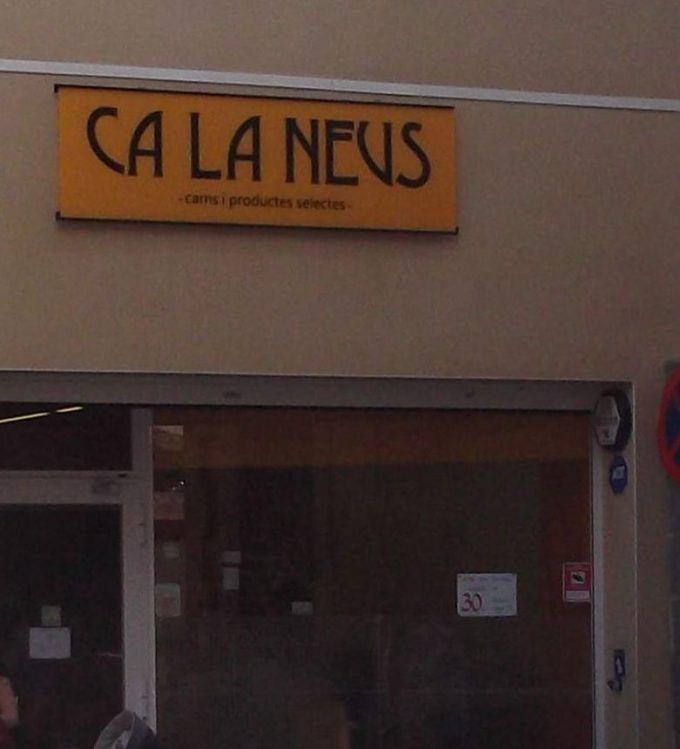 CA LA NEUS
-carns i productes selectes-
30